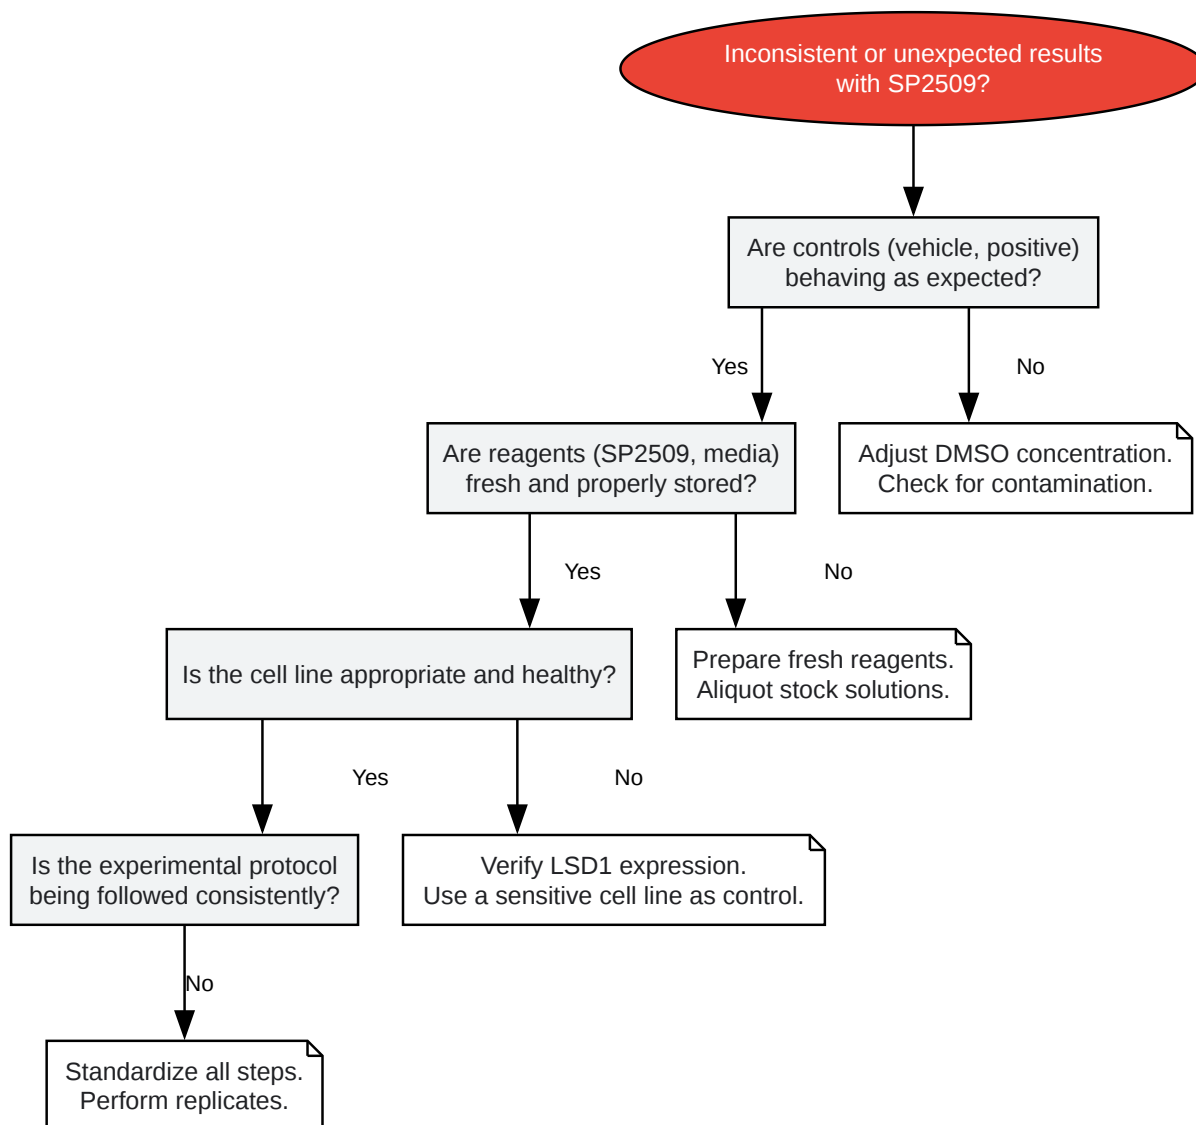 Inconsistent or unexpected results
with SP2509?
Are controls (vehicle, positive)
behaving as expected?
Yes
No
Are reagents (SP2509, media)
fresh and properly stored?
Adjust DMSO concentration.
Check for contamination.
Yes
No
Is the cell line appropriate and healthy?
Prepare fresh reagents.
Aliquot stock solutions.
Yes
No
Is the experimental protocol
being followed consistently?
Verify LSD1 expression.
Use a sensitive cell line as control.
No
Standardize all steps.
Perform replicates.